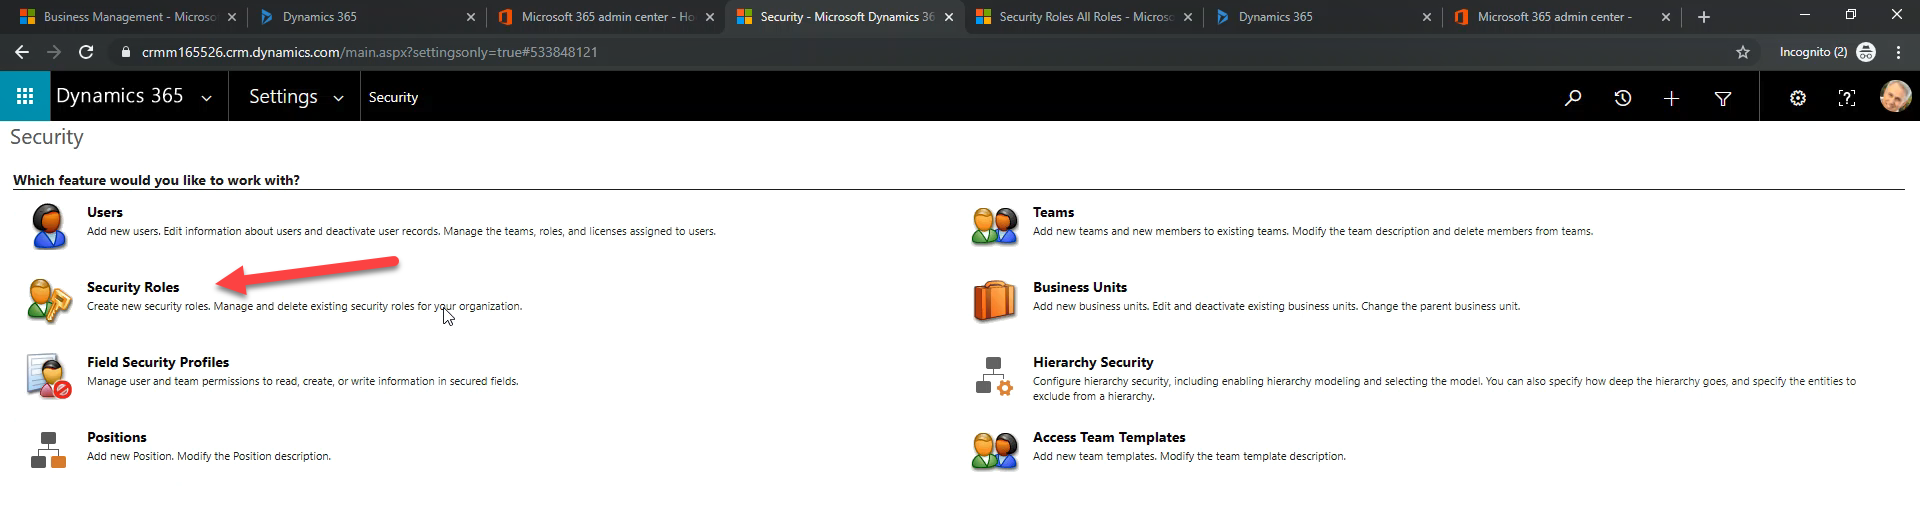 Business Management - Microso
Dynamics 365
Microsoft 365 admin center - Ho
Security - Microsoft Dynamics 36
Security Roles All Roles - Microso
Dynamics 365
Microsoft 365 admin center -
crmm165526.crm.dynamics.com/main.aspx?settingsonly=true#533848121
Incognito (2)
Dynamics 365
Settings
Security
Security
Which feature would you like to work with?
Users
Add new users. Edit information about users and deactivate user records. Manage the teams, roles, and licenses assigned to users.
Teams
Add new teams and new members to existing teams. Modify the team description and delete members from teams.
Security Roles
Create new security roles. Manage and delete existing security roles for your organization.
Business Units
Add new business units. Edit and deactivate existing business units. Change the parent business unit.
Field Security Profiles
Manage user and team permissions to read, create, or write information in secured fields.
Hierarchy Security
Configure hierarchy security, including enabling hierarchy modeling and selecting the model. You can also specify how deep the hierarchy goes, and specify the entities to
exclude from a hierarchy.
Positions
Add new Position. Modify the Position description.
Access Team Templates
Add new team templates. Modify the team template description.